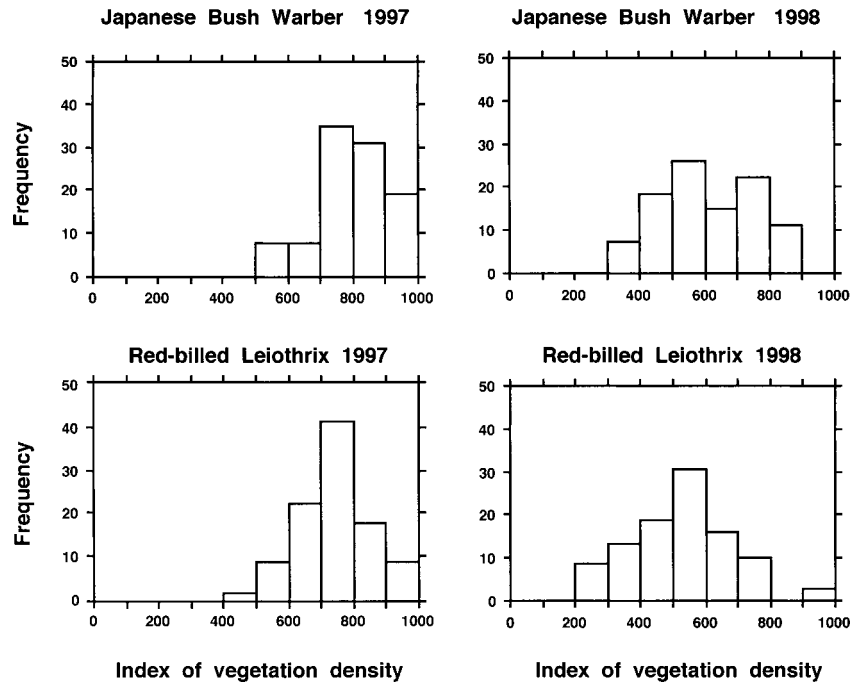 Japanese Bush Warber 1997
Japanese Bush Warber 1998
Frequency
50
40
30
20
10
0
0 200 400 600 800 1000
50
40
30
20
10
0
0 200 400 600 800 1000
Red-billed Leiothrix 1997
Red-billed Leiothrix 1998
Frequency
50
40
30
20
10
0
0 200 400 600 800 1000
50
40
30
20
10
0
0 200 400 600 800 1000
Index of vegetation density
Index of vegetation density